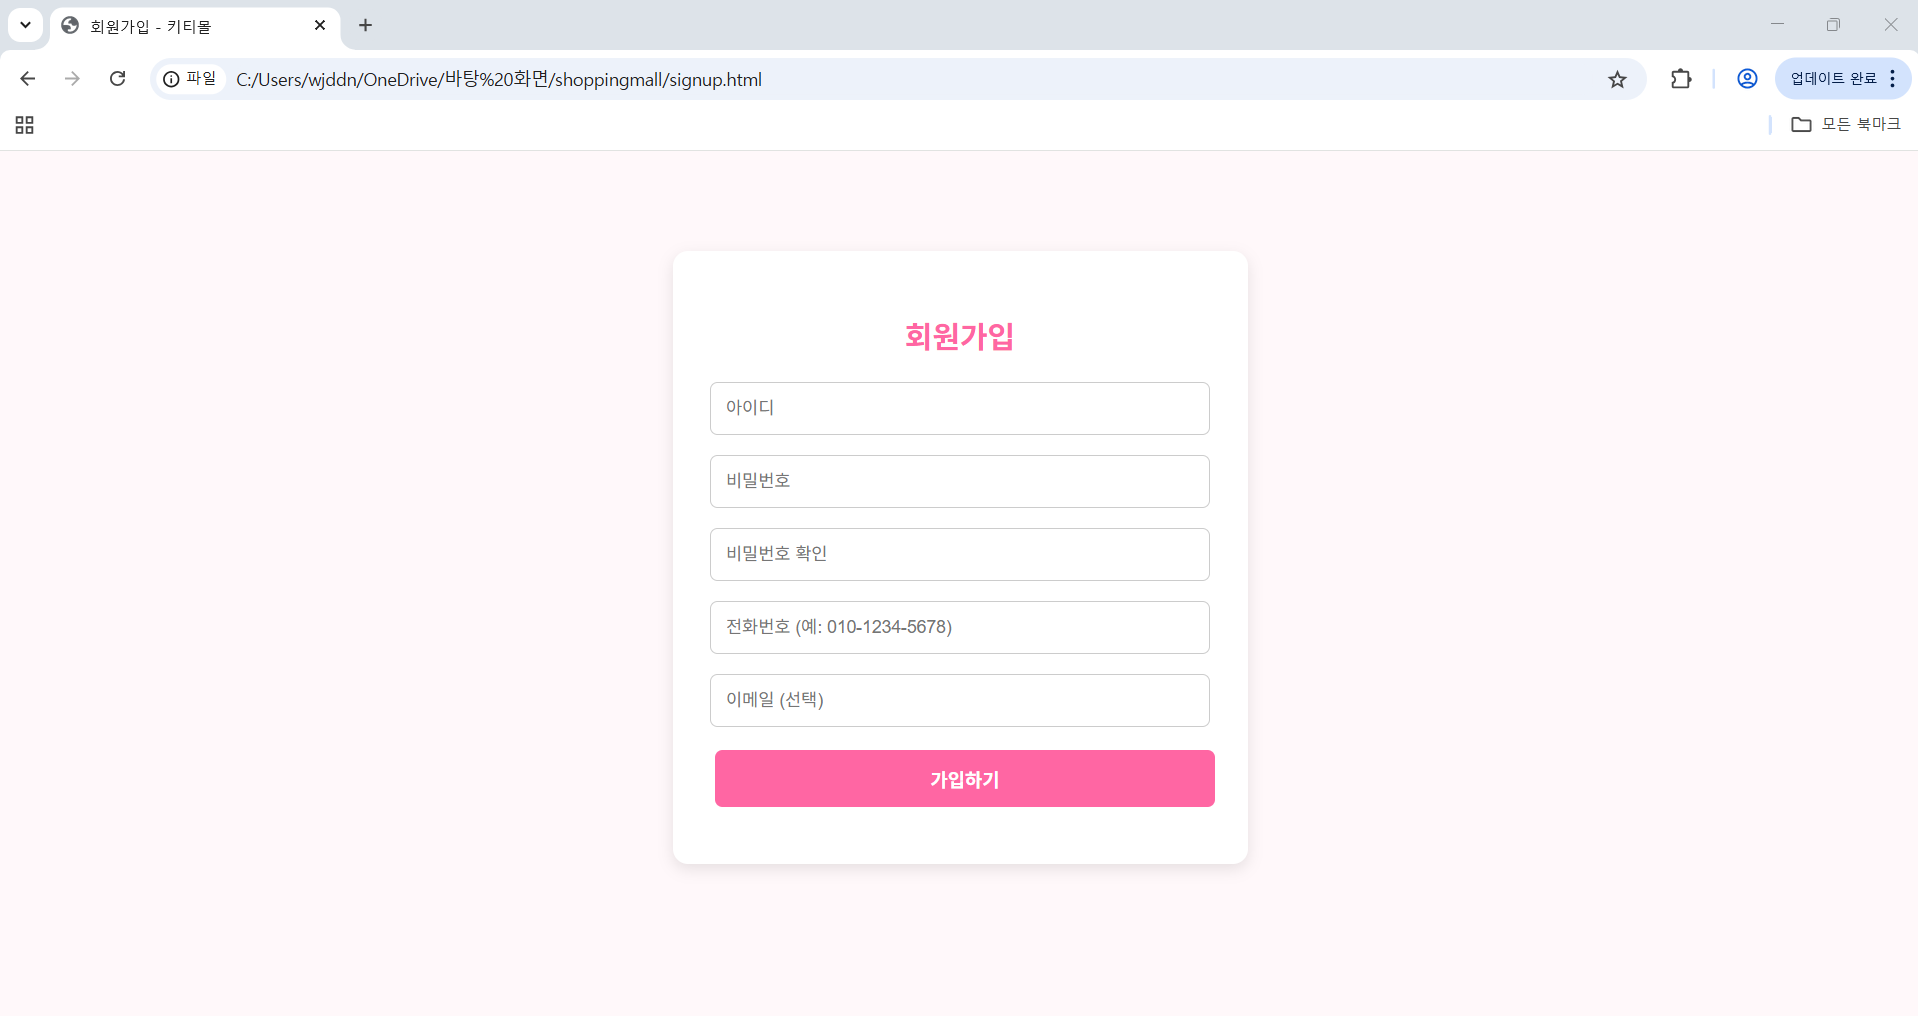 회원가입 - 키티몰
파일
C:/Users/wjddn/OneDrive/바탕%20화면/shoppingmall/signup.html
업데이트 완료
모든 북마크
회원가입
아이디
비밀번호
비밀번호 확인
전화번호 (예: 010-1234-5678)
이메일 (선택)
가입하기